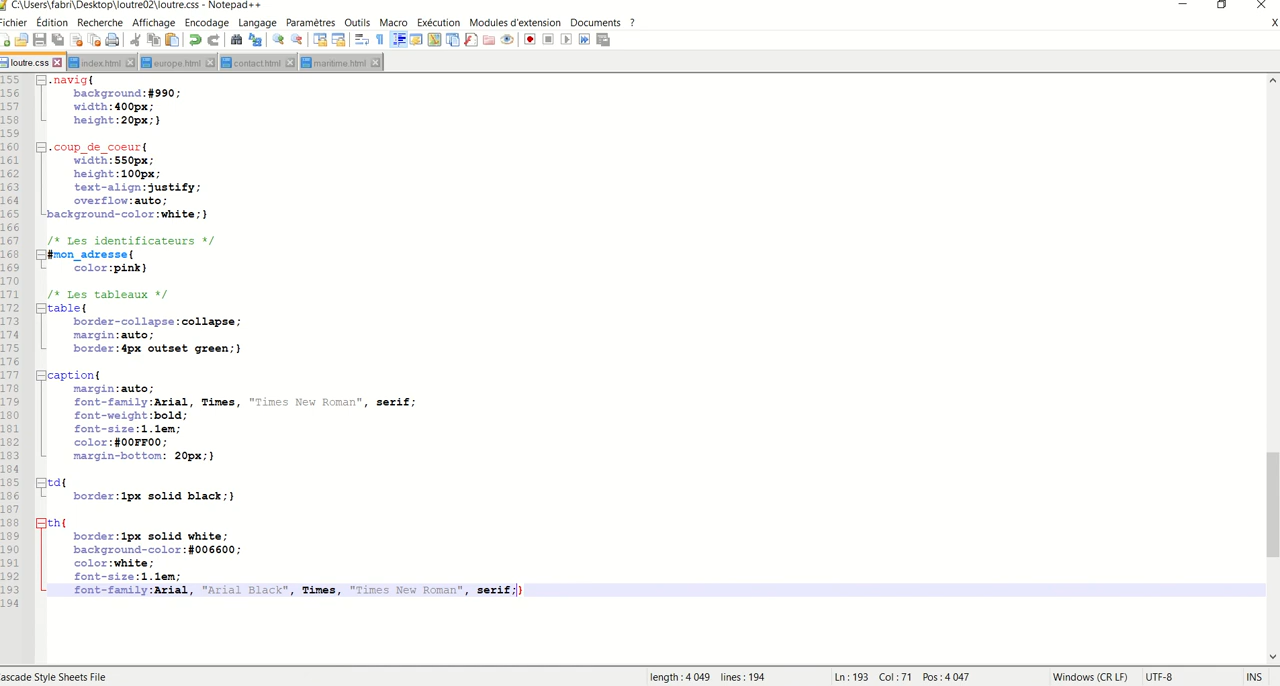 C:\Users\fabri\Desktop\loutre02\loutre.css - Notepad++
ichier Édition Recherche Affichage Encodage Langage Paramètres Outils Macro Exécution Modules d'extension Documents ? X
loutre.css index.html europe.html contact.html maritime.html
155 .navig{
156 background:#990;
157 width:400px;
158 height:20px;}
159
160 .coup_de_coeur{
161 width:550px;
162 height:100px;
163 text-align:justify;
164 overflow:auto;
165 background-color:white;}
166
167 /* Les identificateurs */
168 #mon_adresse{
169 color:pink}
170
171 /* Les tableaux */
172 table{
173 border-collapse:collapse;
174 margin:auto;
175 border:4px outset green;}
176
177 caption{
178 margin:auto;
179 font-family:Arial, Times, "Times New Roman", serif;
180 font-weight:bold;
181 font-size:1.1em;
182 color:#00FF00;
183 margin-bottom: 20px;}
184
185 td{
186 border:1px solid black;}
187
188 th{
189 border:1px solid white;
190 background-color:#006600;
191 color:white;
192 font-size:1.1em;
193 font-family:Arial, "Arial Black", Times, "Times New Roman", serif;}
194
ascade Style Sheets File length : 4 049 lines : 194 Ln : 193 Col : 71 Pos : 4 047 Windows (CR LF) UTF-8 INS